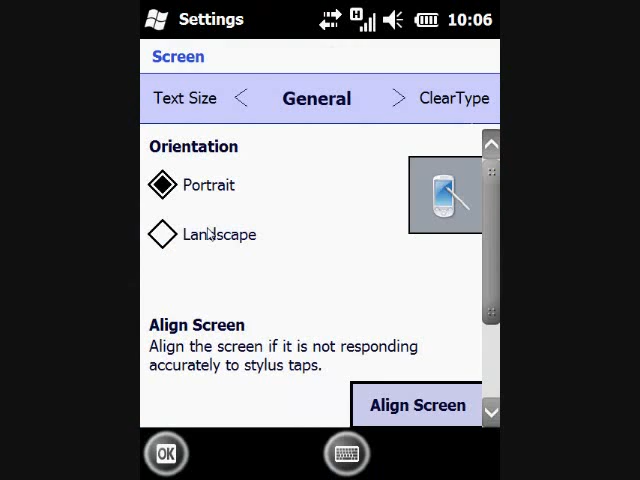 Settings H 10:06
Screen
Text Size General ClearType
Orientation
Portrait
Landscape
Align Screen
Align the screen if it is not responding
accurately to stylus taps.
Align Screen
OK